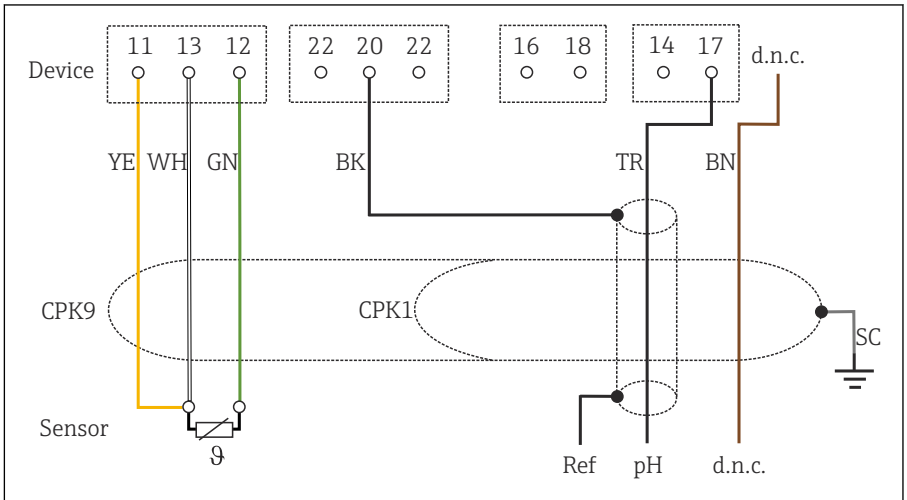 11 13 12 22 20 22 16 18 14 17 d.n.c.
Device
YE WH GN BK TR BN
CPK9 CPK1
SC
Sensor
ϑ Ref pH d.n.c.